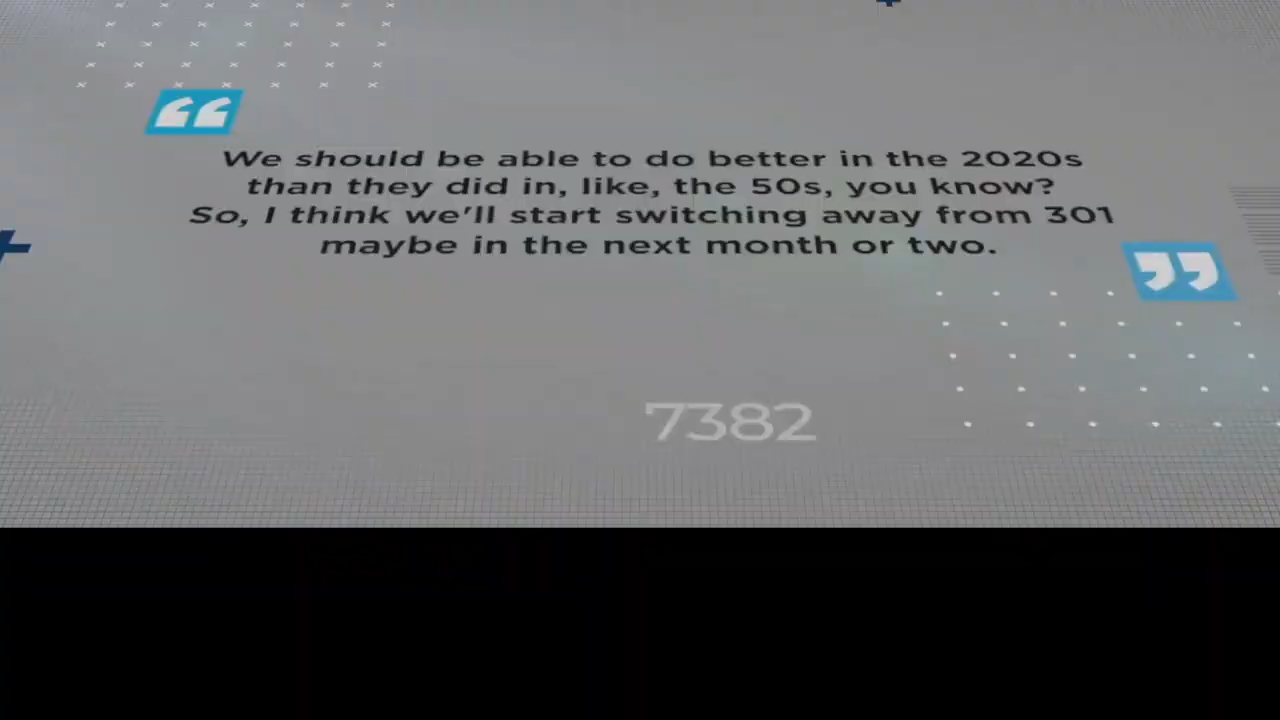 We should be able to do better in the 2020s
than they did in, like, the 50s, you know?
So, I think we'll start switching away from 301
maybe in the next month or two.
7382